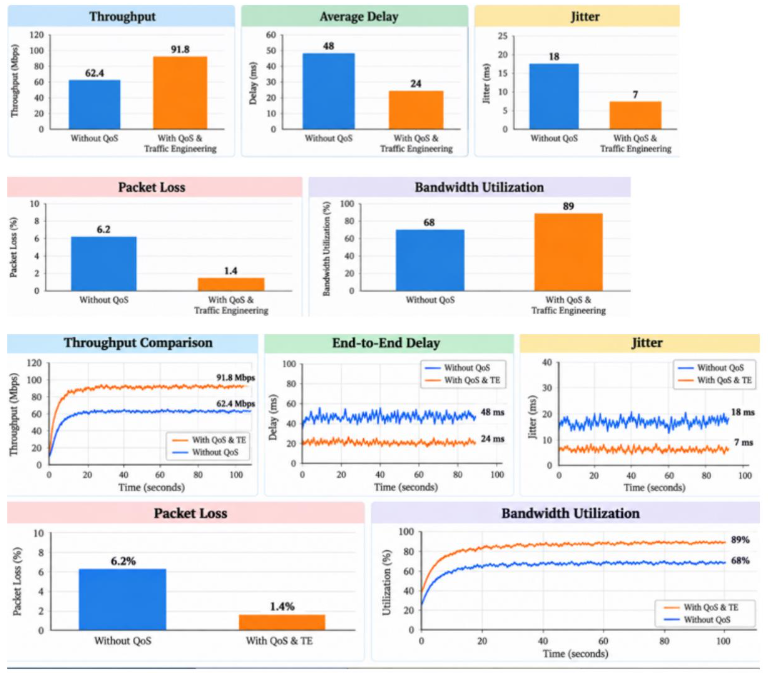 Throughput
Throughput (Mbps)
120
100
80
60
40
20
0
62.4
91.8
Without QoS
With QoS &
Traffic Engineering
Average Delay
Delay (ms)
60
50
40
30
20
10
0
48
24
Without QoS
With QoS &
Traffic Engineering
Jitter
Jitter (ms)
25
20
15
10
5
0
18
7
Without QoS
With QoS &
Traffic Engineering
Packet Loss
Packet Loss (%)
10
8
6
4
2
0
6.2
1.4
Without QoS
With QoS &
Traffic Engineering
Bandwidth Utilization
Bandwidth Utilization (%)
100
80
60
40
20
0
68
89
Without QoS
With QoS &
Traffic Engineering
Throughput Comparison
Throughput (Mbps)
120
100
80
60
40
20
0
91.8 Mbps
62.4 Mbps
With QoS & TE
Without QoS
0 20 40 60 80 100
Time (seconds)
End-to-End Delay
Delay (ms)
100
80
60
40
20
0
Without QoS
With QoS & TE
48 ms
24 ms
0 20 40 60 80 100
Time (seconds)
Jitter
Jitter (ms)
40
30
20
10
0
Without QoS
With QoS & TE
18 ms
7 ms
0 20 40 60 80 100
Time (seconds)
Packet Loss
Packet Loss (%)
10
8
6
4
2
0
6.2%
1.4%
Without QoS
With QoS & TE
Bandwidth Utilization
Utilization (%)
100
80
60
40
20
0
89%
68%
With QoS & TE
Without QoS
0 20 40 60 80 100
Time (seconds)